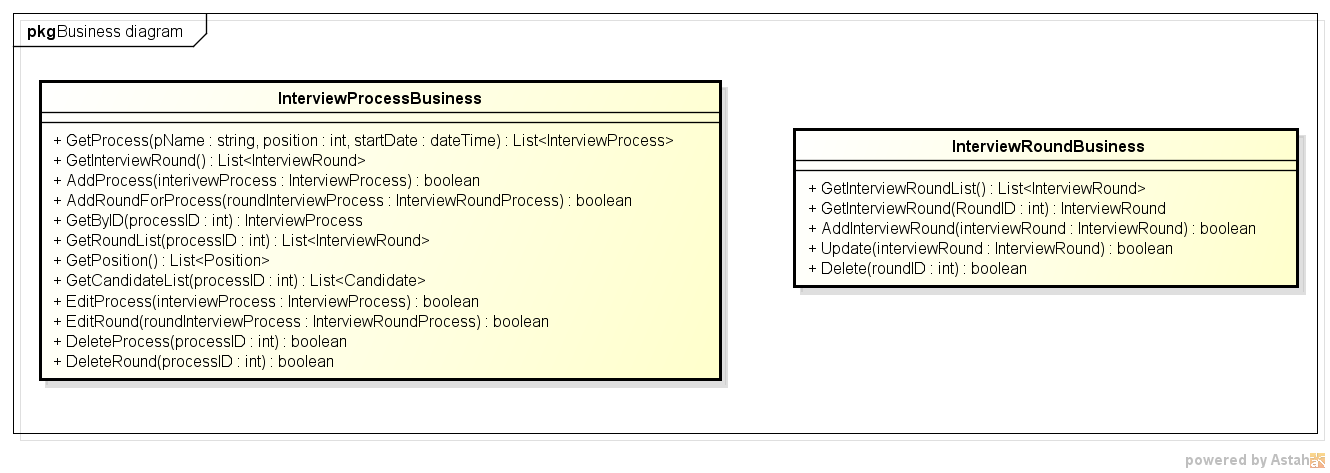 pkg Business diagram
InterviewProcessBusiness
+ GetProcess(pName : string, position : int, startDate : dateTime) : List<InterviewProcess>
+ GetInterviewRound() : List<InterviewRound>
+ AddProcess(interivewProcess : InterviewProcess) : boolean
+ AddRoundForProcess(roundInterviewProcess : InterviewRoundProcess) : boolean
+ GetByID(processID : int) : InterviewProcess
+ GetRoundList(processID : int) : List<InterviewRound>
+ GetPosition() : List<Position>
+ GetCandidateList(processID : int) : List<Candidate>
+ EditProcess(interviewProcess : InterviewProcess) : boolean
+ EditRound(roundInterviewProcess : InterviewRoundProcess) : boolean
+ DeleteProcess(processID : int) : boolean
+ DeleteRound(processID : int) : boolean
InterviewRoundBusiness
+ GetInterviewRoundList() : List<InterviewRound>
+ GetInterviewRound(RoundID : int) : InterviewRound
+ AddInterviewRound(interviewRound : InterviewRound) : boolean
+ Update(interviewRound : InterviewRound) : boolean
+ Delete(roundID : int) : boolean
powered by Astah